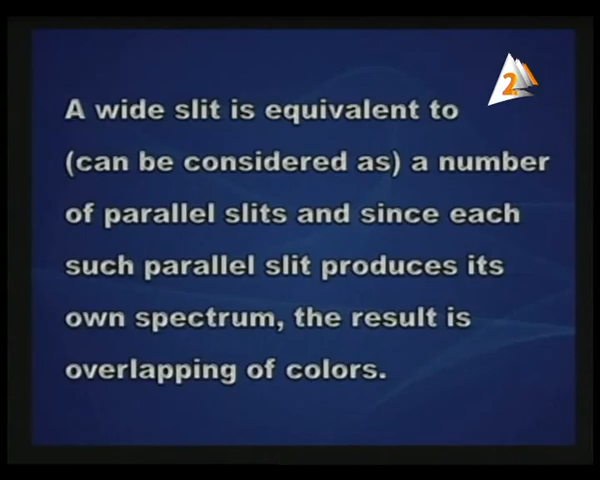 2
A wide slit is equivalent to
(can be considered as) a number
of parallel slits and since each
such parallel slit produces its
own spectrum, the result is
overlapping of colors.